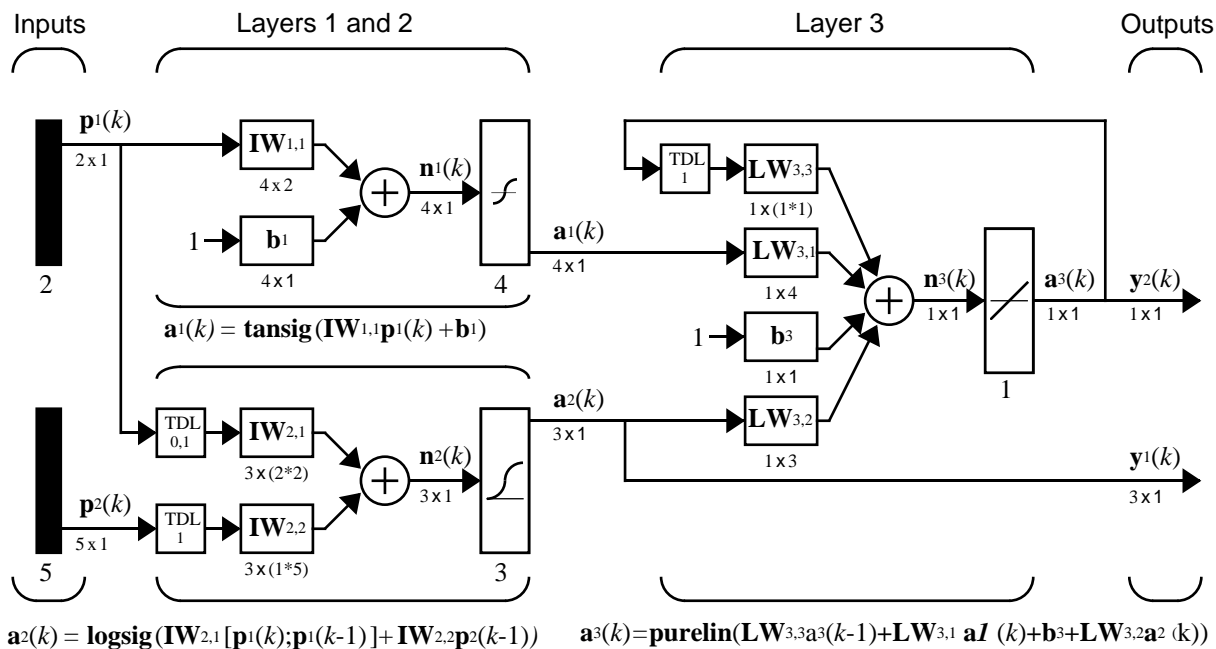 Inputs
Layers 1 and 2
Layer 3
Outputs
p1(k)
2 x 1
IW1,1
4 x 2
1
b1
4 x 1
n1(k)
4 x 1
2
4
a1(k) = tansig (IW1,1p1(k) +b1)
a1(k)
4 x 1
TDL
1
LW3,3
1 x (1*1)
LW3,1
1 x 4
1
b3
1 x 1
LW3,2
1 x 3
n3(k)
1 x 1
1
a3(k)
1 x 1
y2(k)
1 x 1
TDL
0,1
IW2,1
3 x (2*2)
p2(k)
5 x 1
TDL
1
IW2,2
3 x (1*5)
n2(k)
3 x 1
5
3
a2(k)
3 x 1
y1(k)
3 x 1
a2(k) = logsig (IW2,1 [p1(k);p1(k-1) ]+ IW2,2p2(k-1))
a3(k)=purelin(LW3,3a3(k-1)+LW3,1 a1 (k)+b3+LW3,2a2 (k))